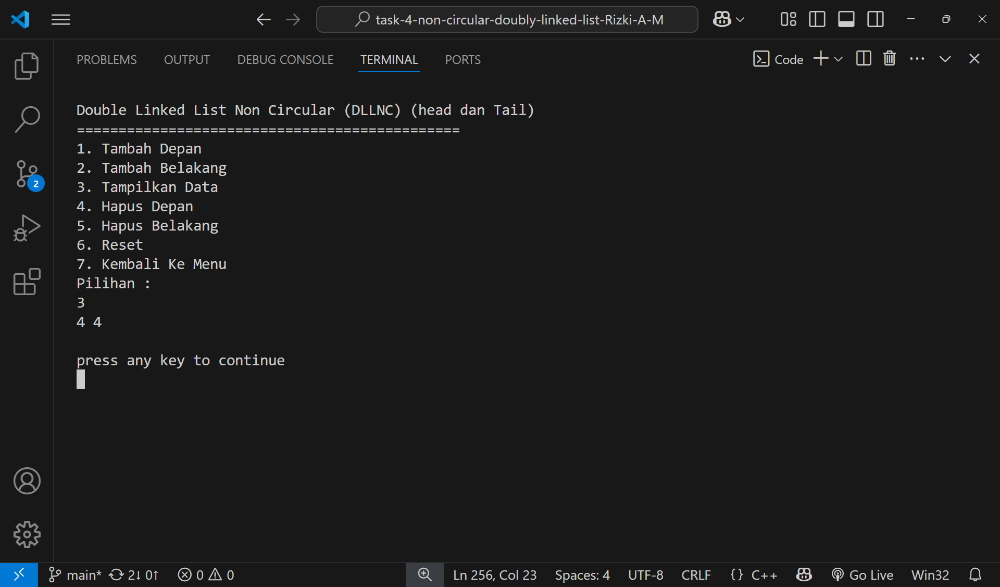 task-4-non-circular-doubly-linked-list-Rizki-A-M
PROBLEMS OUTPUT DEBUG CONSOLE TERMINAL PORTS Code
Double Linked List Non Circular (DLLNC) (head dan Tail)
==============================================
1. Tambah Depan
2. Tambah Belakang
3. Tampilkan Data
4. Hapus Depan
5. Hapus Belakang
6. Reset
7. Kembali Ke Menu
Pilihan :
3
4 4
press any key to continue
2
main* 2↓ 0↑ 0 0 Ln 256, Col 23 Spaces: 4 UTF-8 CRLF {} C++ Go Live Win32